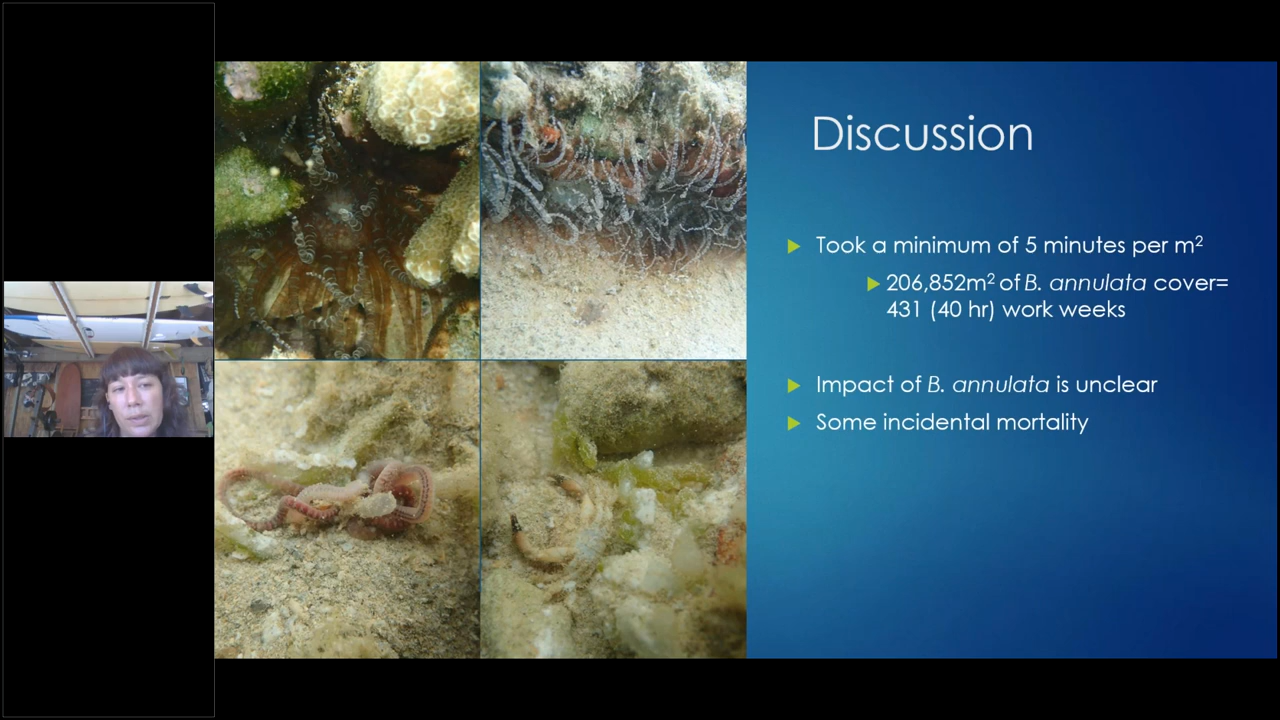 Discussion
Took a minimum of 5 minutes per m²
206,852m² of B. annulata cover=
431 (40 hr) work weeks
Impact of B. annulata is unclear
Some incidental mortality